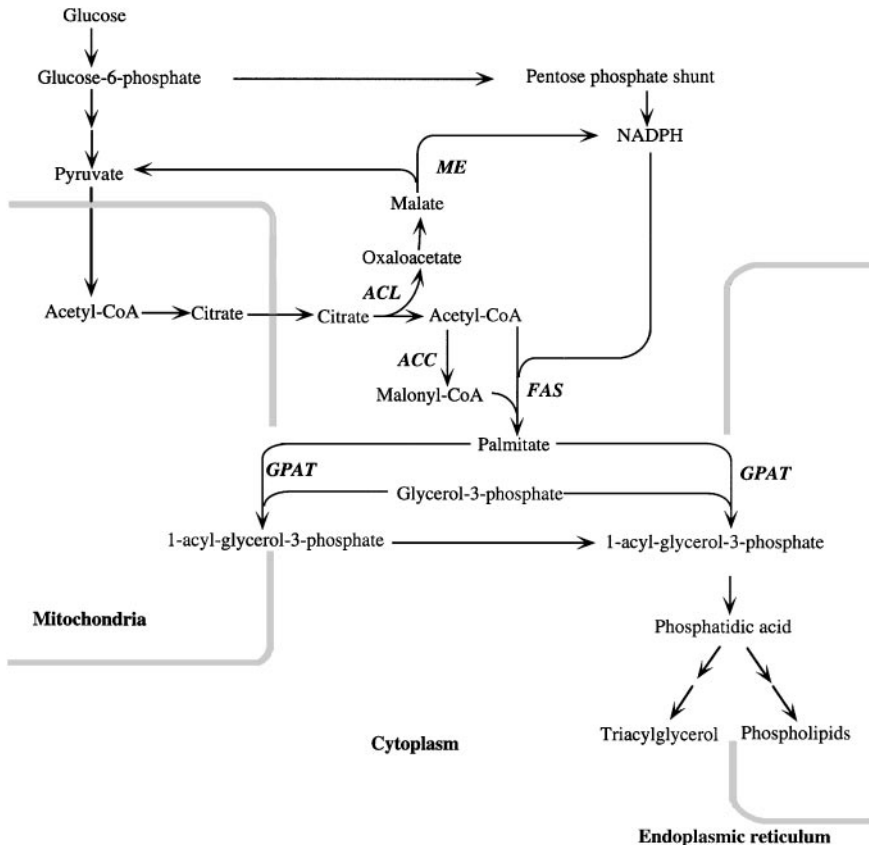 Glucose
Glucose-6-phosphate
Pentose phosphate shunt
NADPH
Pyruvate
ME
Malate
Oxaloacetate
ACL
Acetyl-CoA
Citrate
Citrate
Acetyl-CoA
ACC
Malonyl-CoA
FAS
Palmitate
GPAT
GPAT
Glycerol-3-phosphate
1-acyl-glycerol-3-phosphate
1-acyl-glycerol-3-phosphate
Mitochondria
Phosphatidic acid
Triacylglycerol
Phospholipids
Cytoplasm
Endoplasmic reticulum